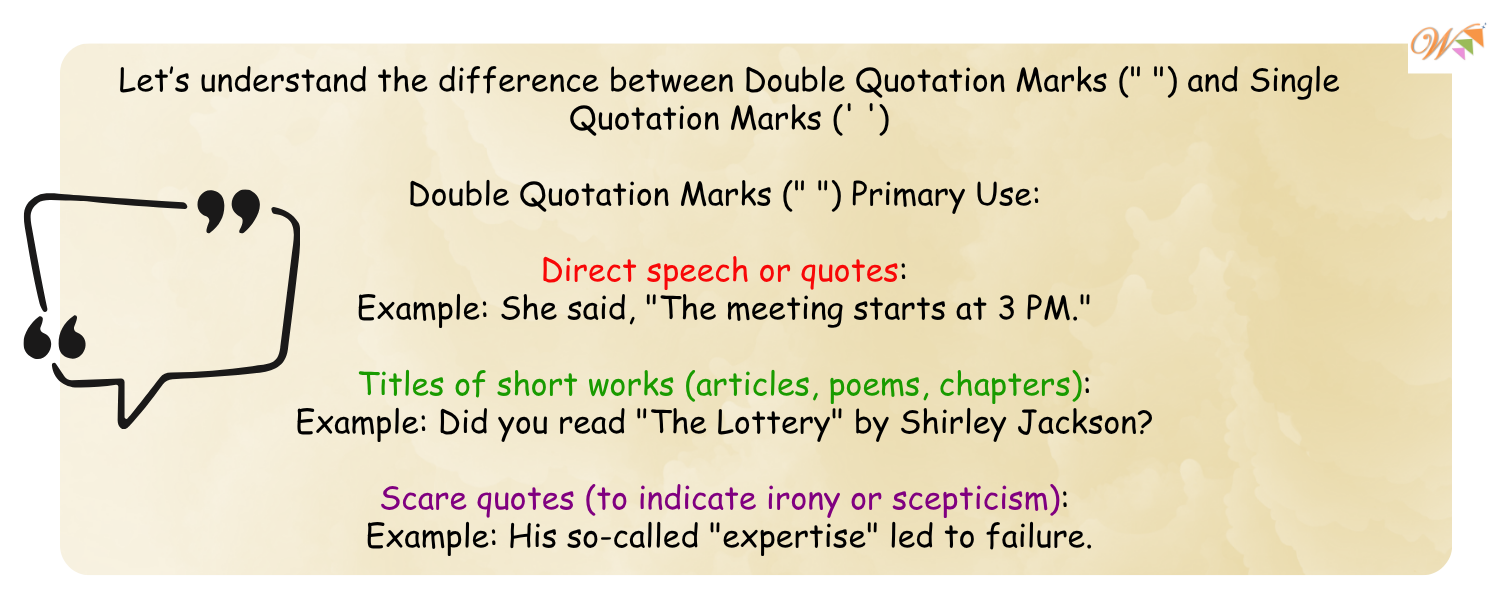 Let's understand the difference between Double Quotation Marks (" ") and Single
Quotation Marks (' ')
Double Quotation Marks (" ") Primary Use:
Direct speech or quotes:
Example: She said, "The meeting starts at 3 PM."
Titles of short works (articles, poems, chapters):
Example: Did you read "The Lottery" by Shirley Jackson?
Scare quotes (to indicate irony or scepticism):
Example: His so-called "expertise" led to failure.